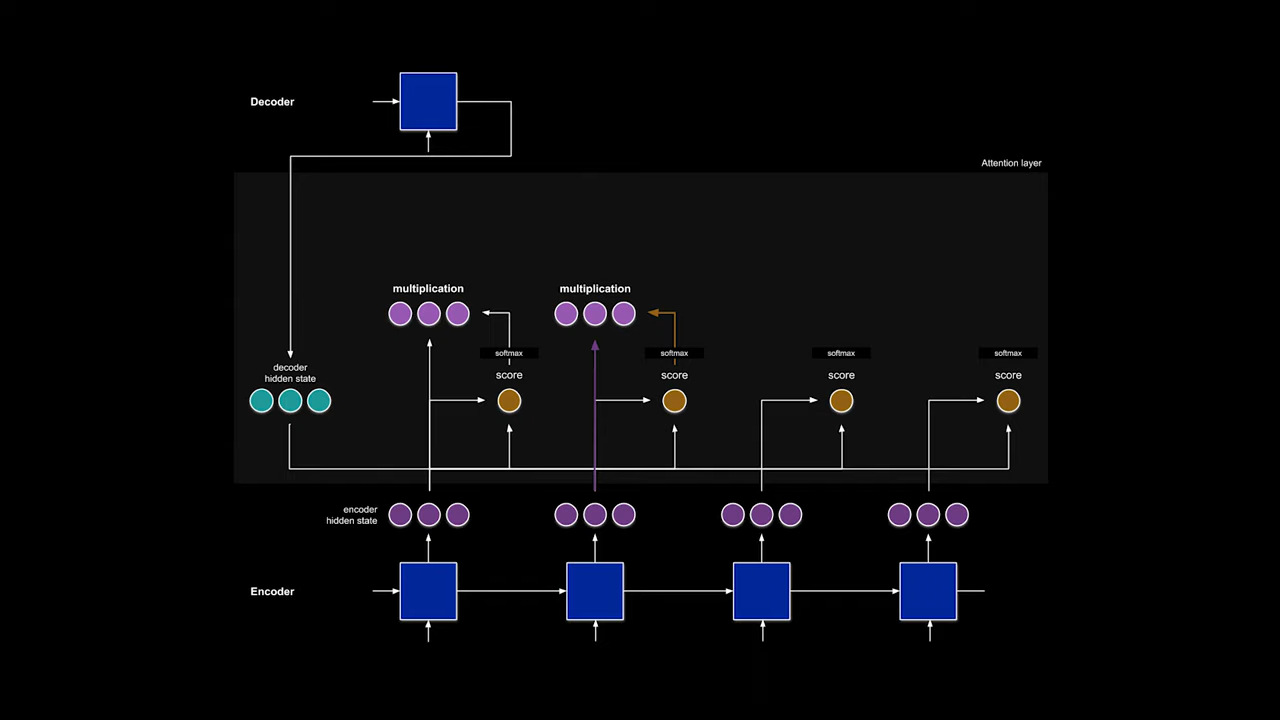 Decoder
Attention layer
multiplication
multiplication
softmax
softmax
softmax
softmax
decoder
hidden state
score
score
score
score
encoder
hidden state
Encoder